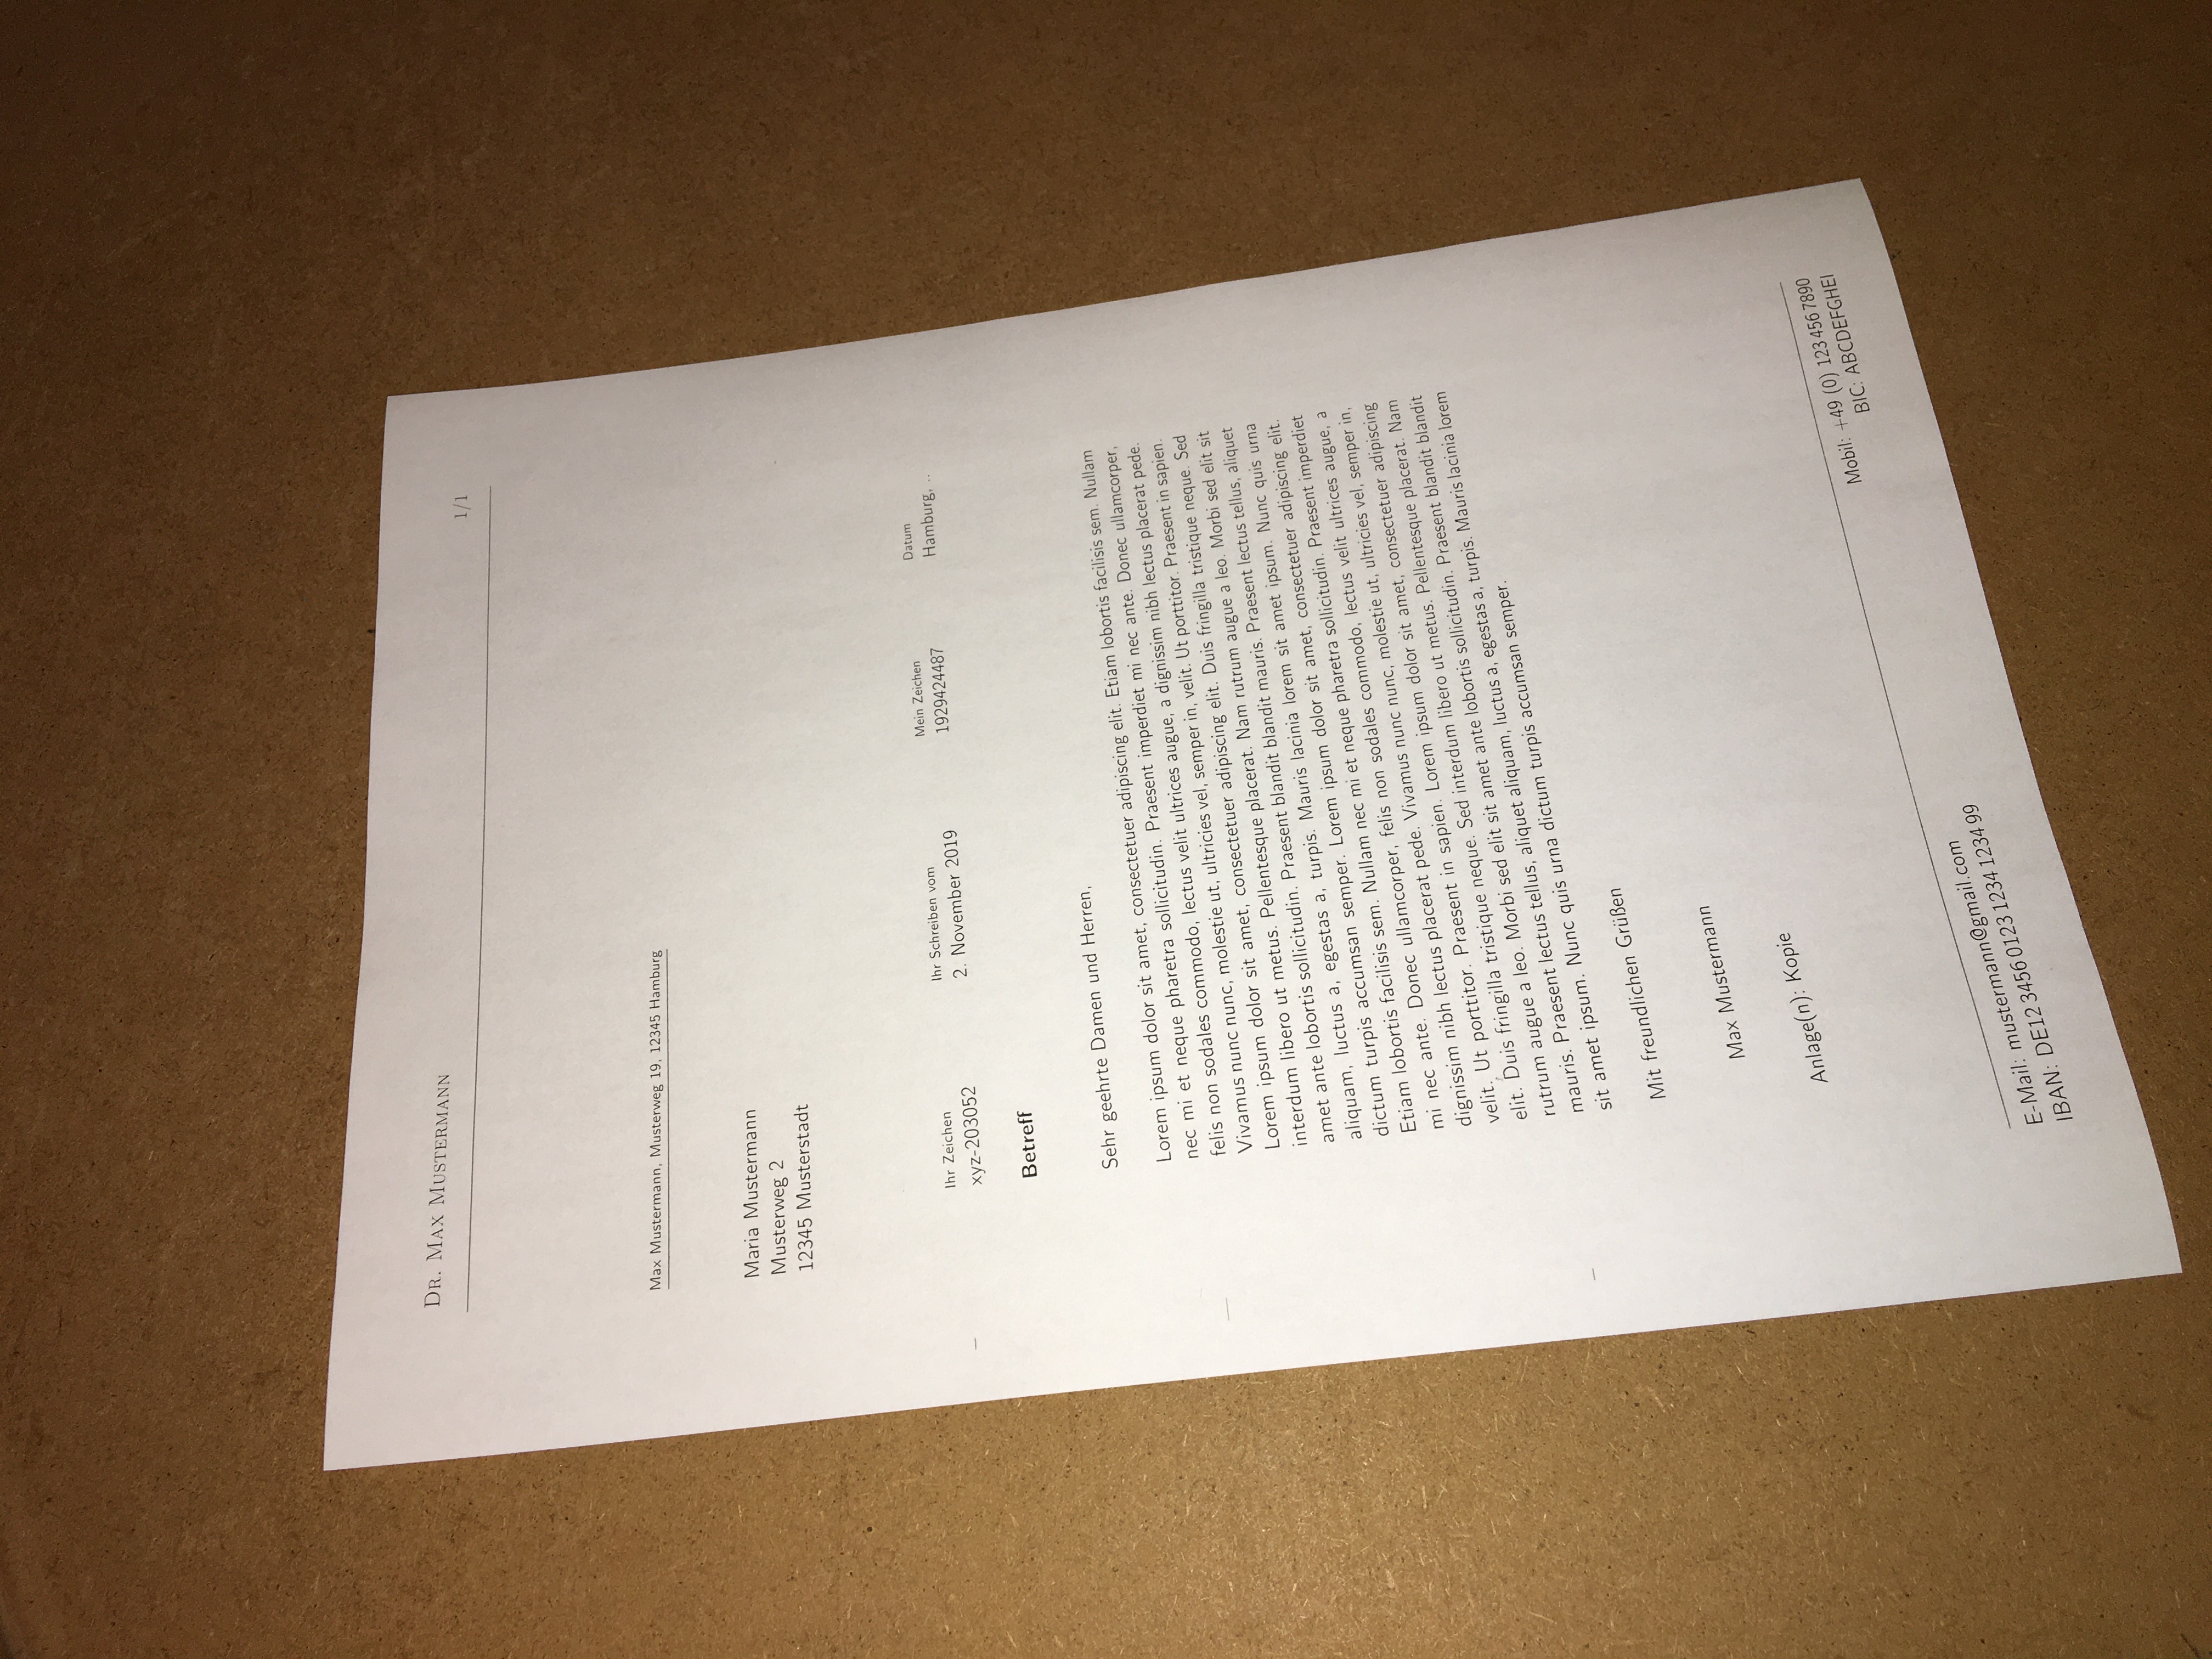 Dr. Max Mustermann
1/1
Max Mustermann, Musterweg 19, 12345 Hamburg
Maria Mustermann
Musterweg 2
12345 Musterstadt
Ihr Zeichen Ihr Schreiben vom Mein Zeichen Datum
xyz-203052 2. November 2019 1929424487 Hamburg, ..
Betreff
Sehr geehrte Damen und Herren,
Lorem ipsum dolor sit amet, consectetuer adipiscing elit. Etiam lobortis facilisis sem. Nullam
nec mi et neque pharetra sollicitudin. Praesent imperdiet mi nec ante. Donec ullamcorper,
felis non sodales commodo, lectus velit ultrices augue, a dignissim nibh lectus placerat pede.
Vivamus nunc nunc, molestie ut, ultricies vel, semper in, velit. Ut porttitor. Praesent in sapien.
Lorem ipsum dolor sit amet, consectetuer adipiscing elit. Duis fringilla tristique neque. Sed
interdum libero ut metus. Pellentesque placerat. Nam rutrum augue a leo. Morbi sed elit sit
amet ante lobortis sollicitudin. Praesent blandit blandit mauris. Praesent lectus tellus, aliquet
aliquam, luctus a, egestas a, turpis. Mauris lacinia lorem sit amet ipsum. Nunc quis urna
dictum turpis accumsan semper. Lorem ipsum dolor sit amet, consectetuer adipiscing elit.
Etiam lobortis facilisis sem. Nullam nec mi et neque pharetra sollicitudin. Praesent imperdiet
mi nec ante. Donec ullamcorper, felis non sodales commodo, lectus velit ultrices augue, a
dignissim nibh lectus placerat pede. Vivamus nunc nunc, molestie ut, ultricies vel, semper in,
velit. Ut porttitor. Praesent in sapien. Lorem ipsum dolor sit amet, consectetuer adipiscing
elit. Duis fringilla tristique neque. Sed interdum libero ut metus. Pellentesque placerat. Nam
rutrum augue a leo. Morbi sed elit sit amet ante lobortis sollicitudin. Praesent blandit blandit
mauris. Praesent lectus tellus, aliquet aliquam, luctus a, egestas a, turpis. Mauris lacinia lorem
sit amet ipsum. Nunc quis urna dictum turpis accumsan semper.
Mit freundlichen Grüßen
Max Mustermann
Anlage(n): Kopie
E-Mail: mustermann@gmail.com Mobil: +49 (0) 123 456 7890
IBAN: DE12 3456 0123 1234 1234 99 BIC: ABCDEFGHEI